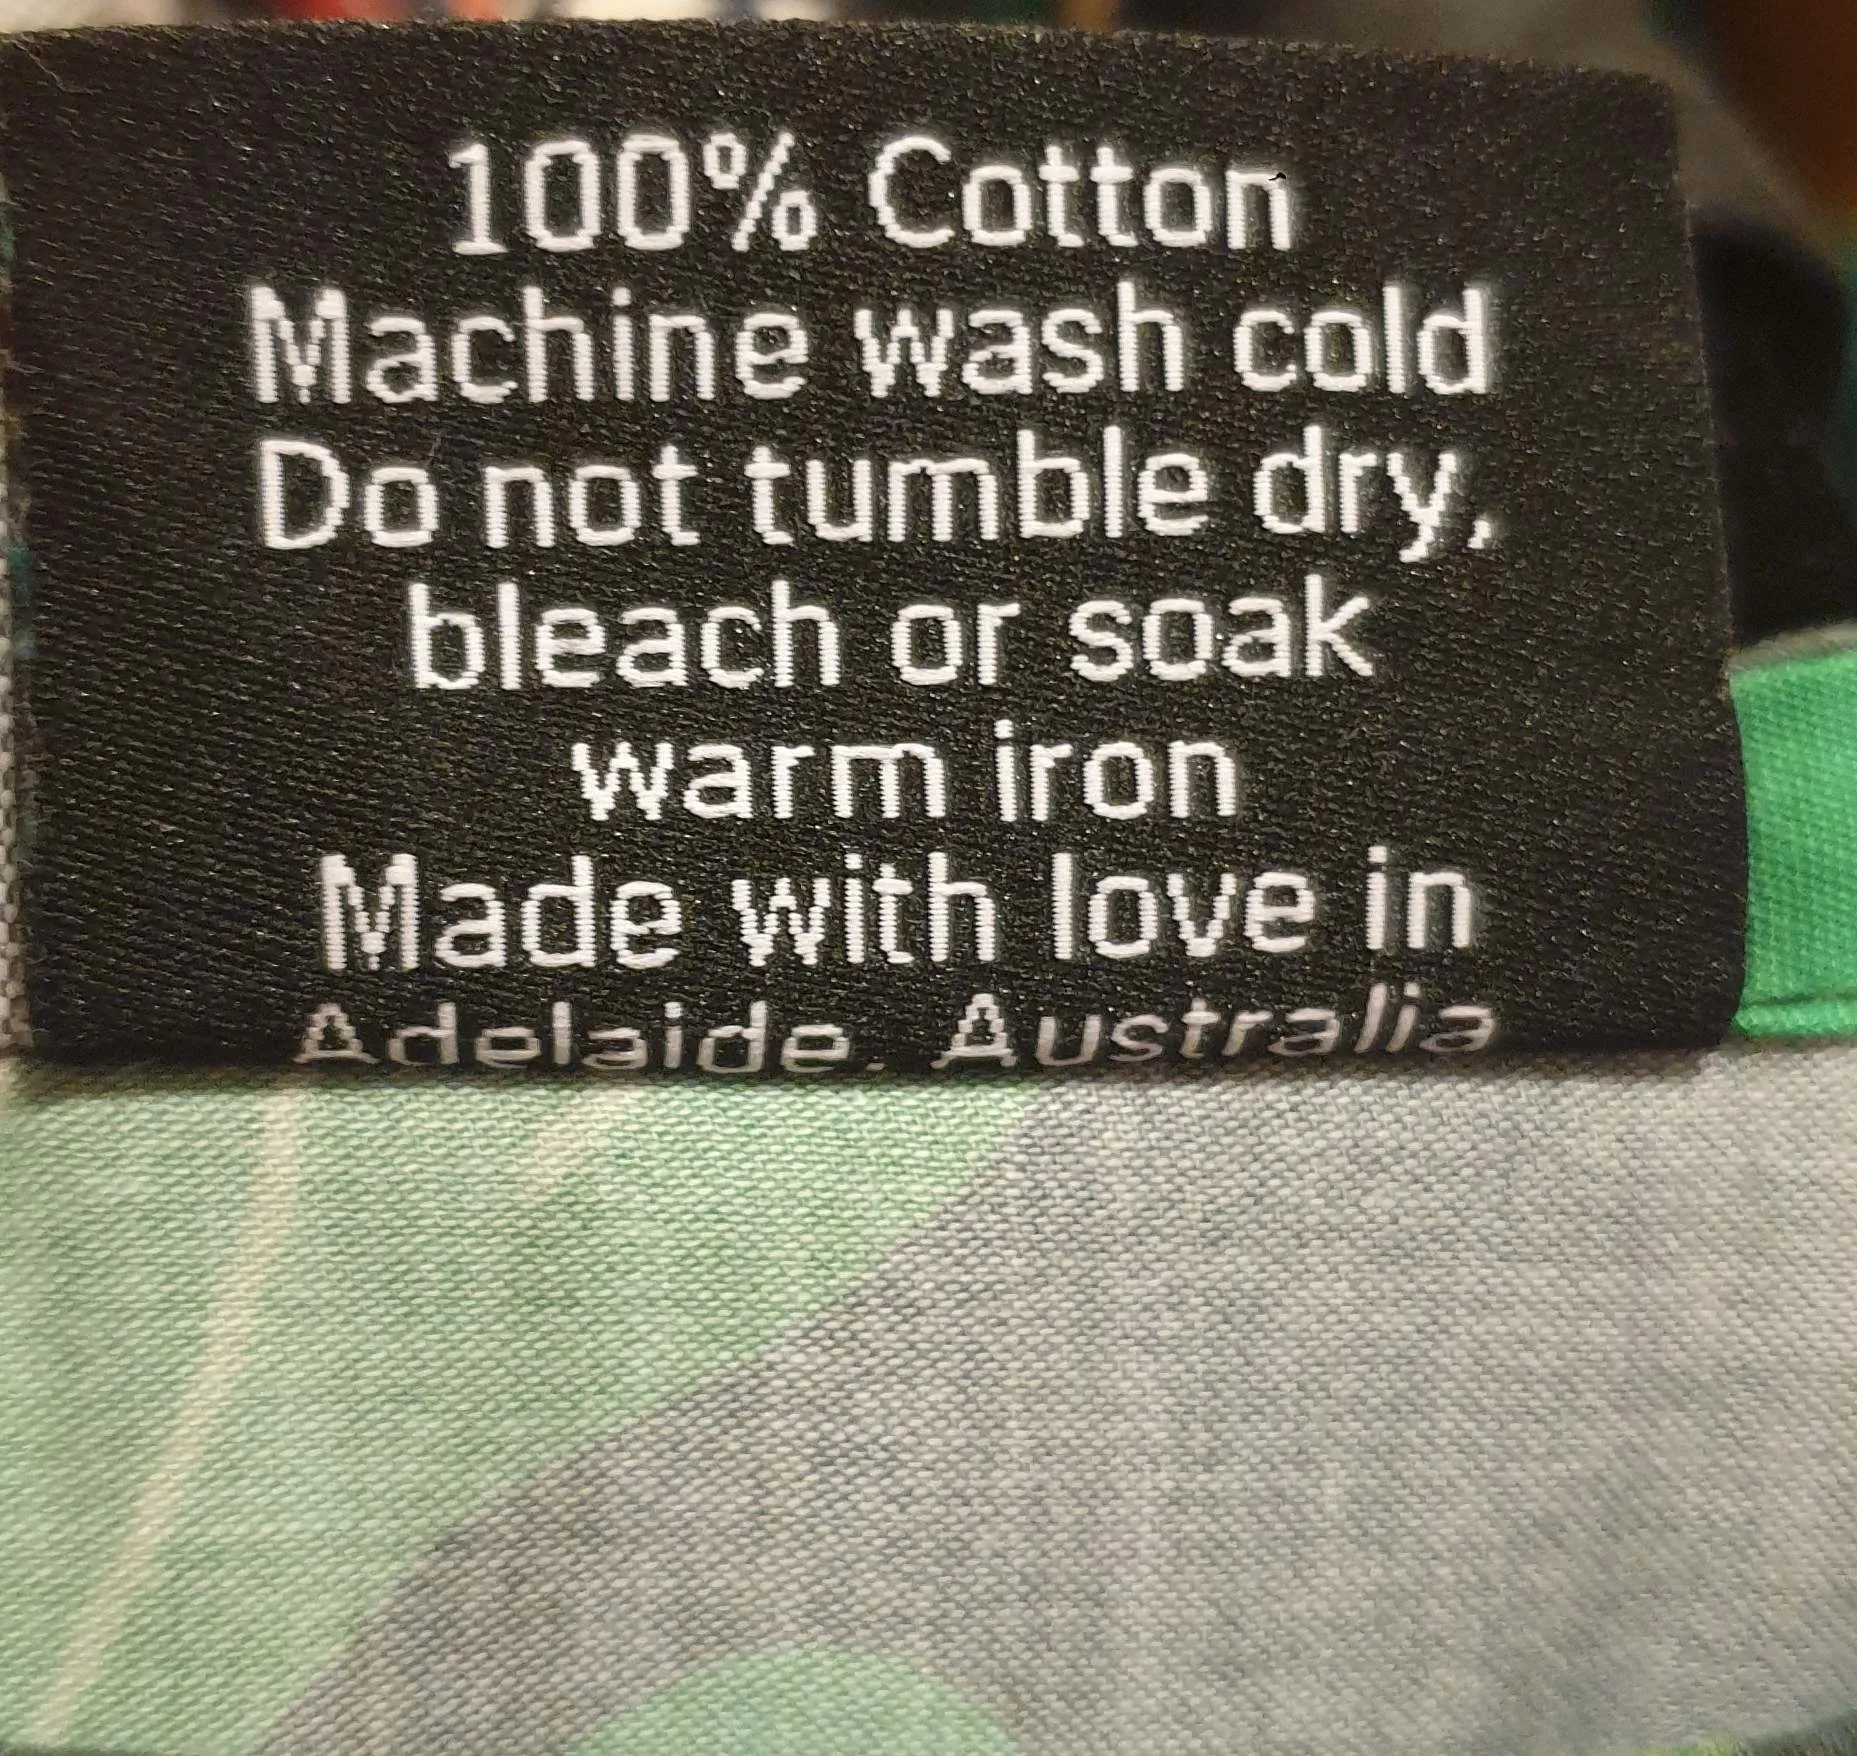 100% Cotton
Machine wash cold
Do not tumble dry,
bleach or soak
warm iron
Made with love in
Adelaide. Australia